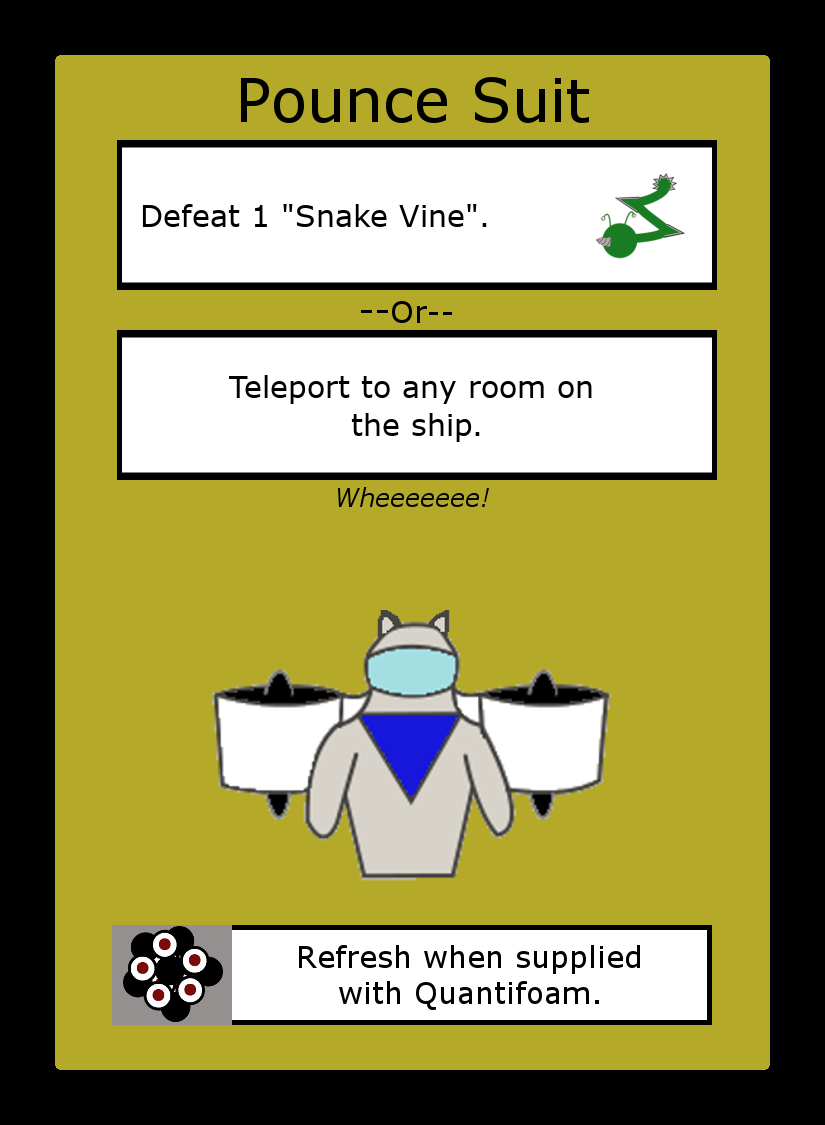 Pounce Suit
Defeat 1 "Snake Vine".
--Or--
Teleport to any room on
the ship.
Wheeeeeee!
Refresh when supplied
with Quantifoam.